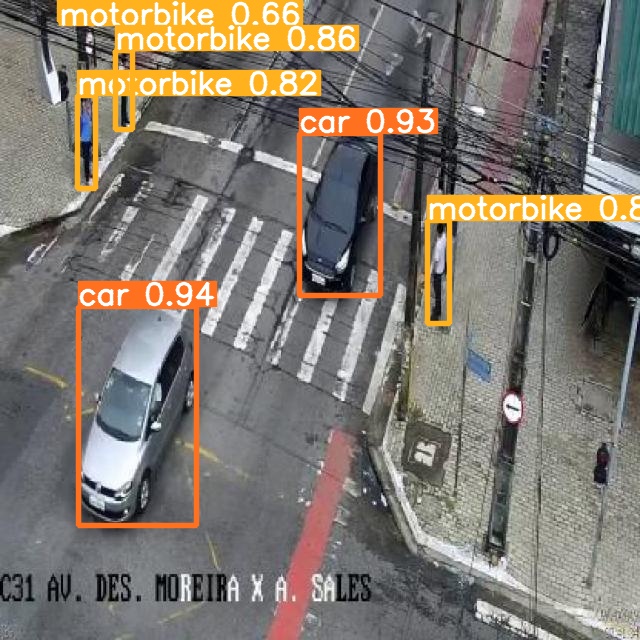 motorbike 0.66
motorbike 0.86
motorbike 0.82
car 0.93
motorbike 0.8
car 0.94
C31 AV. DES. MOREIRA X A. SALES